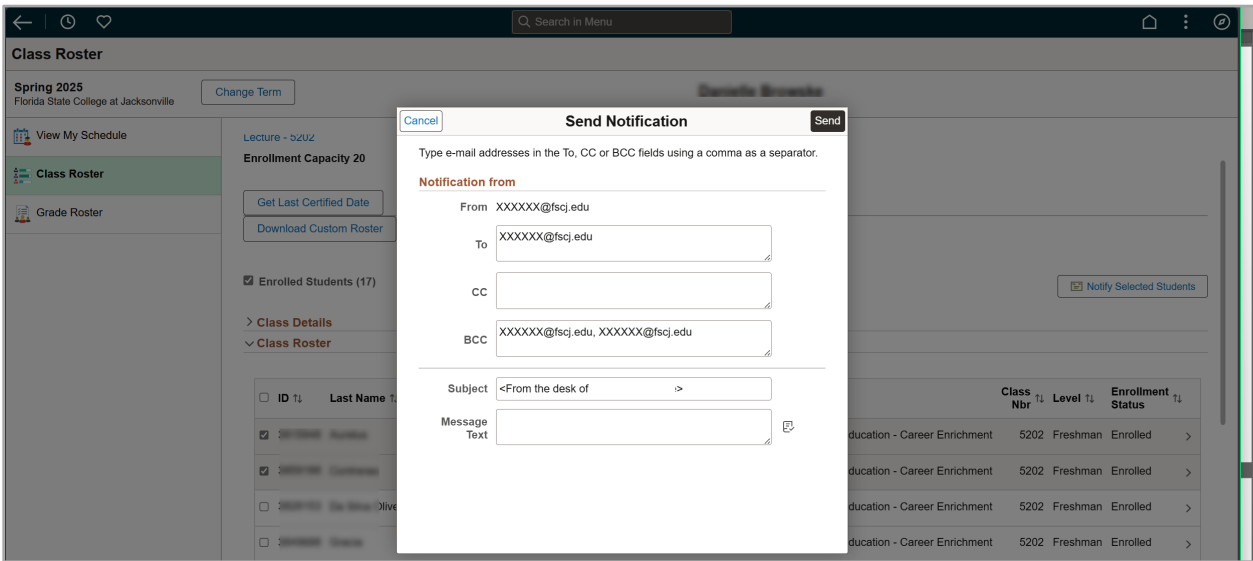 Search in Menu
Class Roster
Spring 2025
Florida State College at Jacksonville
Change Term
View My Schedule
Class Roster
Grade Roster
Lecture - 5202
Enrollment Capacity 20
Get Last Certified Date
Download Custom Roster
Enrolled Students (17)
Notify Selected Students
Class Details
Class Roster
Cancel
Send Notification
Send
Type e-mail addresses in the To, CC or BCC fields using a comma as a separator.
Notification from
From XXXXXX@fscj.edu
To XXXXXX@fscj.edu
CC
BCC XXXXXX@fscj.edu, XXXXXX@fscj.edu
Subject <From the desk of >
Message
Text
ID Last Name Class Nbr Level Enrollment Status
ducation - Career Enrichment 5202 Freshman Enrolled
ducation - Career Enrichment 5202 Freshman Enrolled
ducation - Career Enrichment 5202 Freshman Enrolled
ducation - Career Enrichment 5202 Freshman Enrolled